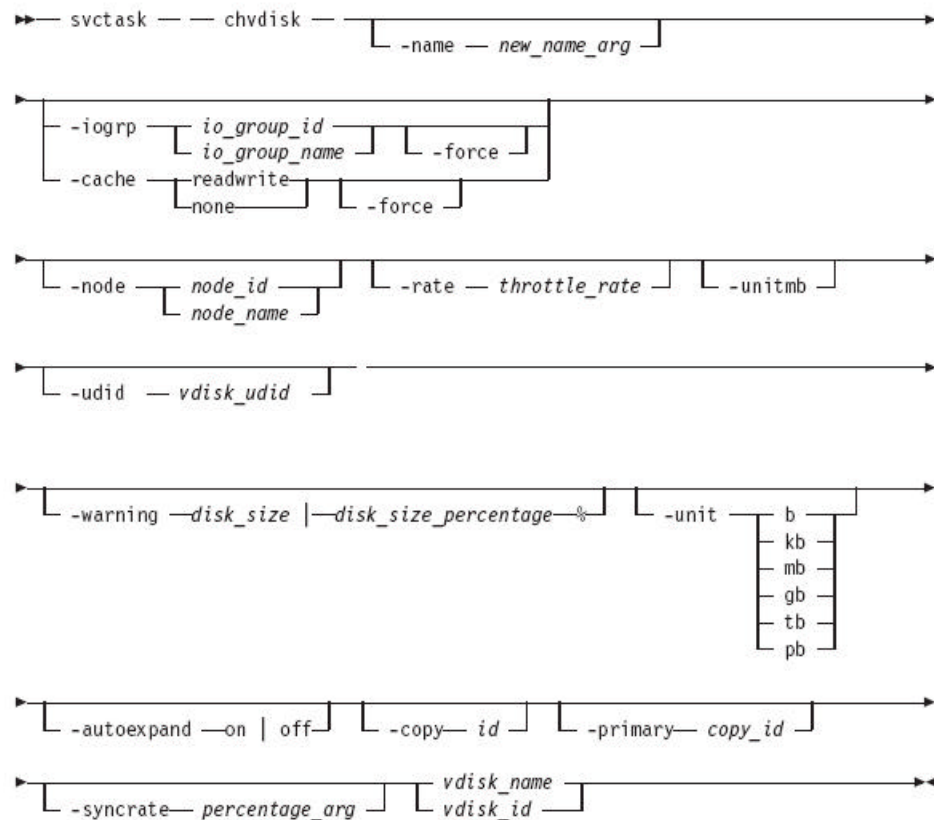 svctask chvdisk
-name new_name_arg
-iogrp io_group_id
io_group_name -force
-cache readwrite
none -force
-node node_id -rate throttle_rate -unitmb
node_name
-udid vdisk_udid
-warning disk_size | disk_size_percentage % -unit b
kb
mb
gb
tb
pb
-autoexpand on | off -copy id -primary copy_id
vdisk_name
-syncrate percentage_arg vdisk_id